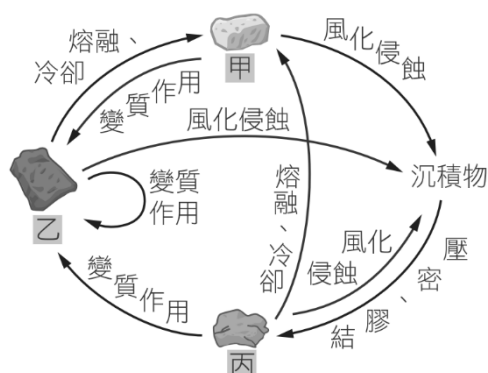 熔融、
冷卻
甲
風化侵蝕
變質作用
風化侵蝕
乙
變質
作用
沉積物
熔融、冷卻
風化
侵蝕
壓密、膠結
變質作用
丙